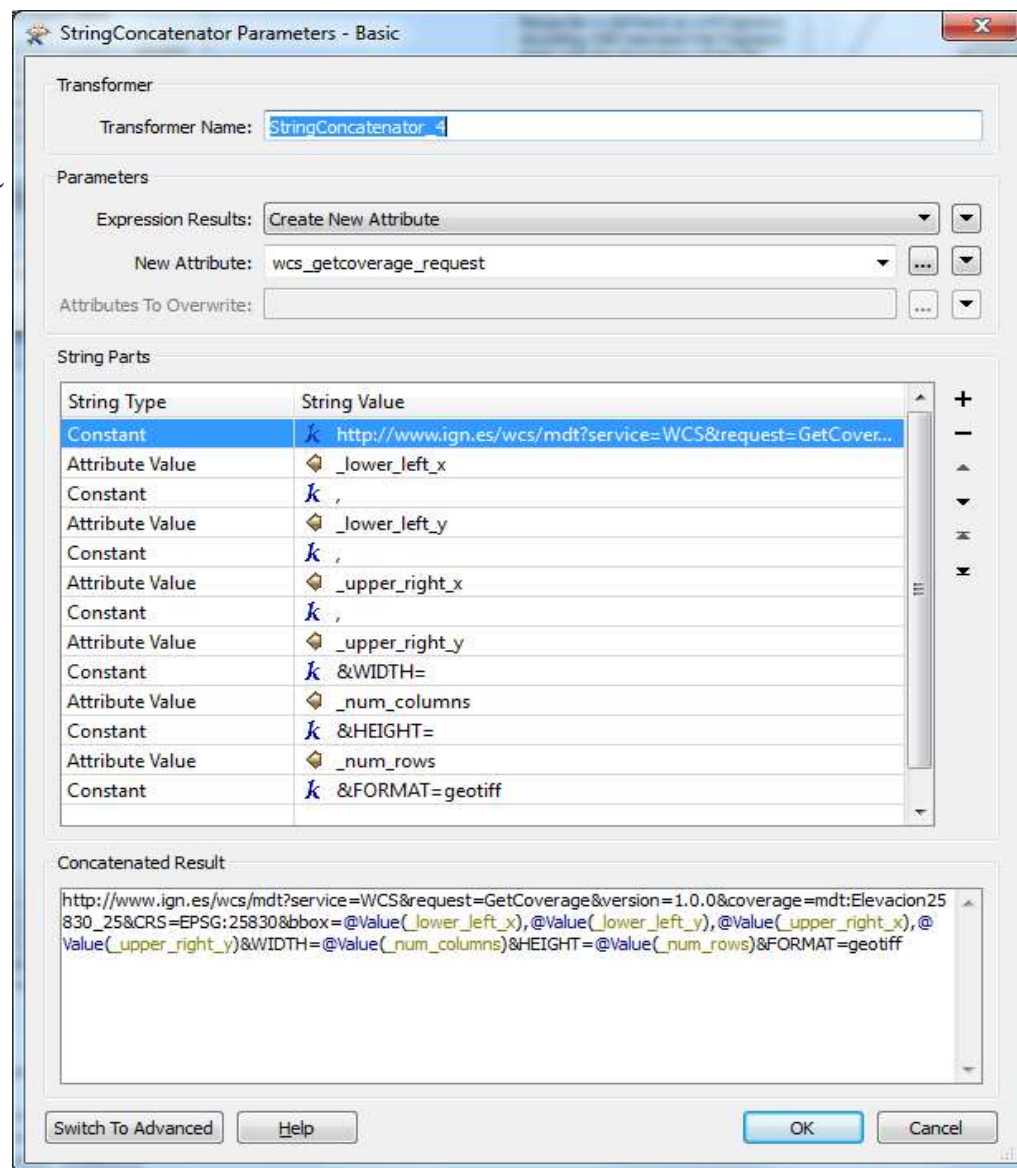 StringConcatenator Parameters - Basic
Transformer
Transformer Name: StringConcatenator_4
Parameters
Expression Results: Create New Attribute
New Attribute: wcs_getcoverage_request
...
Attributes To Overwrite:
...
String Parts
String Type String Value
Constant k http://www.ign.es/wcs/mdt?service=WCS&request=GetCover...
Attribute Value _lower_left_x
Constant k ,
Attribute Value _lower_left_y
Constant k ,
Attribute Value _upper_right_x
Constant k ,
Attribute Value _upper_right_y
Constant k &WIDTH=
Attribute Value _num_columns
Constant k &HEIGHT=
Attribute Value _num_rows
Constant k &FORMAT=geotiff
Concatenated Result
http://www.ign.es/wcs/mdt?service=WCS&request=GetCoverage&version=1.0.0&coverage=mdt:Elevacion25
830_25&CRS=EPSG:25830&bbox=@Value(_lower_left_x),@Value(_lower_left_y),@Value(_upper_right_x),@
Value(_upper_right_y)&WIDTH=@Value(_num_columns)&HEIGHT=@Value(_num_rows)&FORMAT=geotiff
Switch To Advanced Help OK Cancel